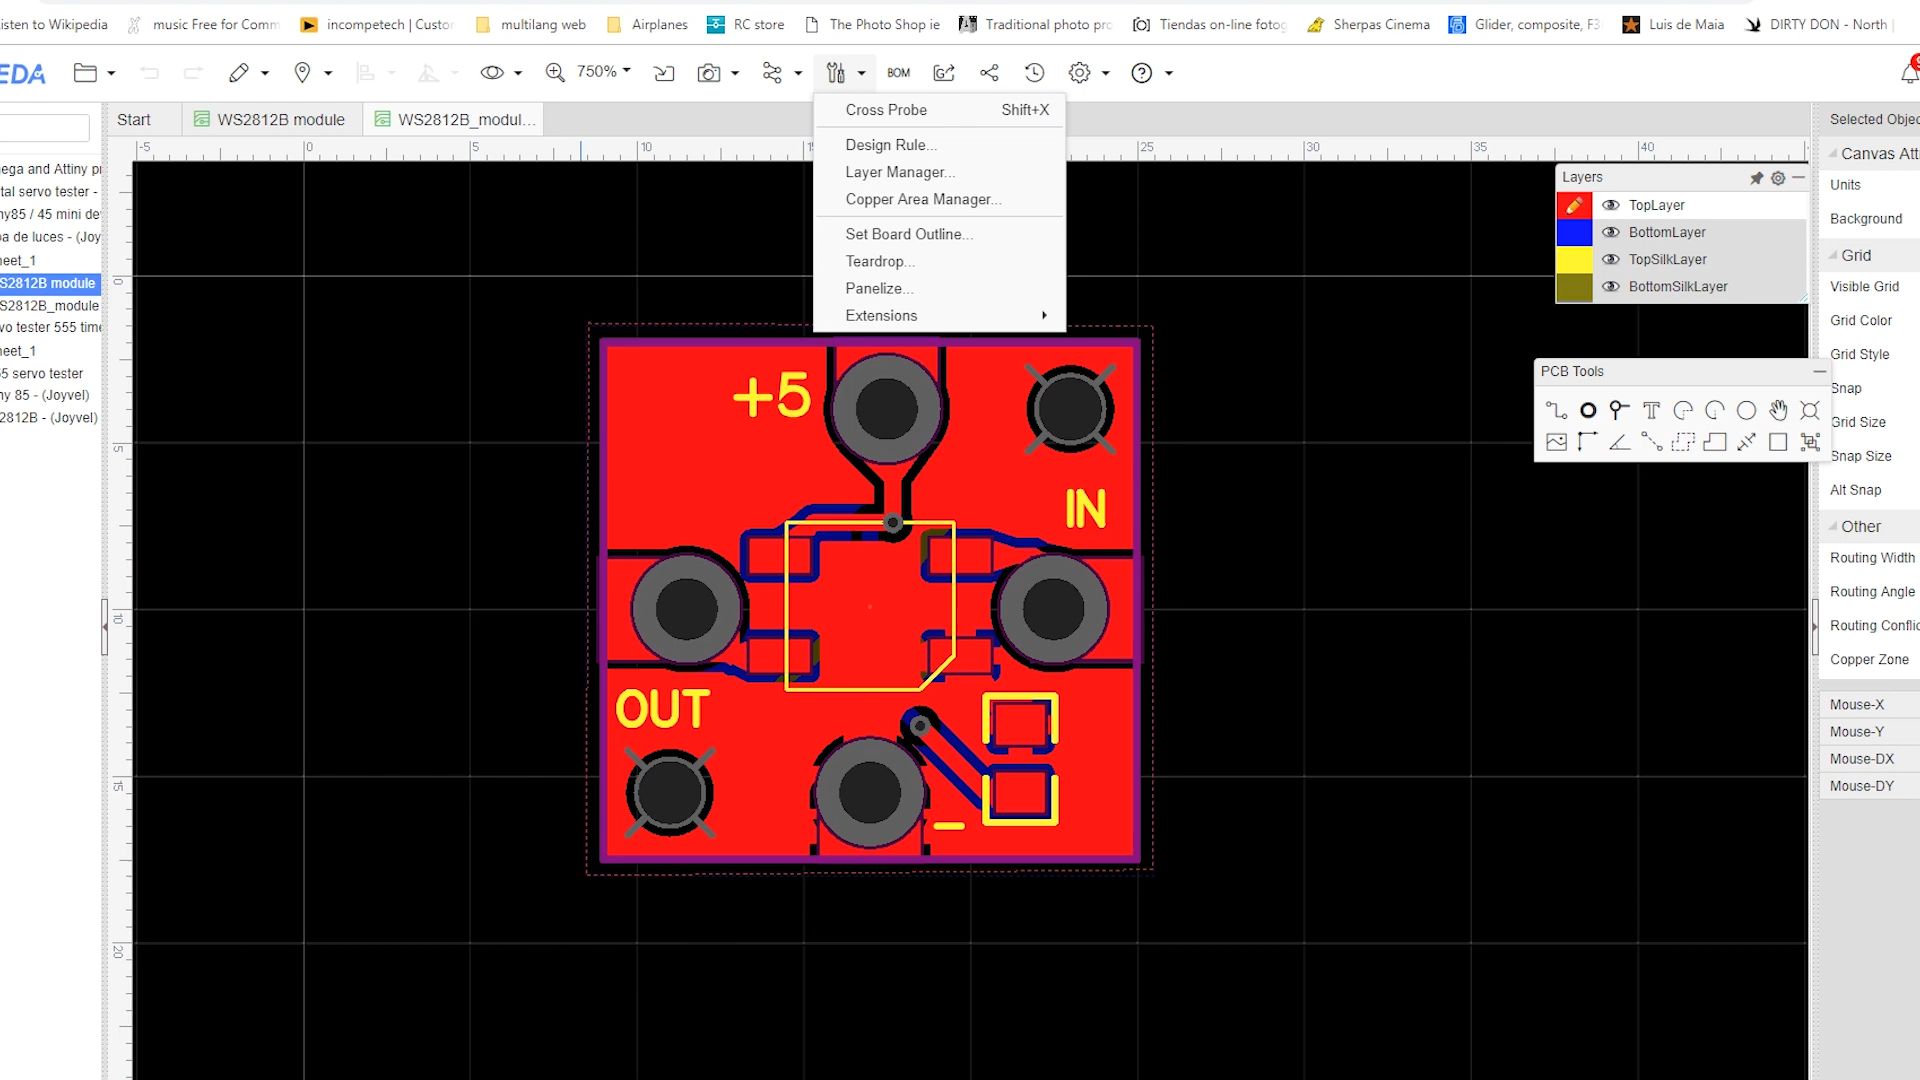 isten to Wikipedia music Free for Comm incompetech | Custor multilang web Airplanes RC store The Photo Shop ie Traditional photo pro Tiendas on-line fotog Sherpas Cinema Glider, composite, F3 Luis de Maia DIRTY DON - North |
EDA 750% BOM
Start WS2812B module WS2812B_modul...
Cross Probe Shift+X
Design Rule...
Layer Manager...
Copper Area Manager...
Set Board Outline...
Teardrop...
Panelize...
Extensions
-5 0 5 10 15 25 30 35 40
0
5
10
15
20
ega and Attiny pr
tal servo tester -
ny85 / 45 mini de
a de luces - (Joy
eet_1
S2812B module
S2812B_module
vo tester 555 time
eet_1
5 servo tester
ny 85 - (Joyvel)
2812B - (Joyvel)
+5
IN
OUT
−
Layers
TopLayer
BottomLayer
TopSilkLayer
BottomSilkLayer
PCB Tools
Selected Objec
Canvas Att
Units
Background
Grid
Visible Grid
Grid Color
Grid Style
Snap
Grid Size
Snap Size
Alt Snap
Other
Routing Width
Routing Angle
Routing Conflic
Copper Zone
Mouse-X
Mouse-Y
Mouse-DX
Mouse-DY